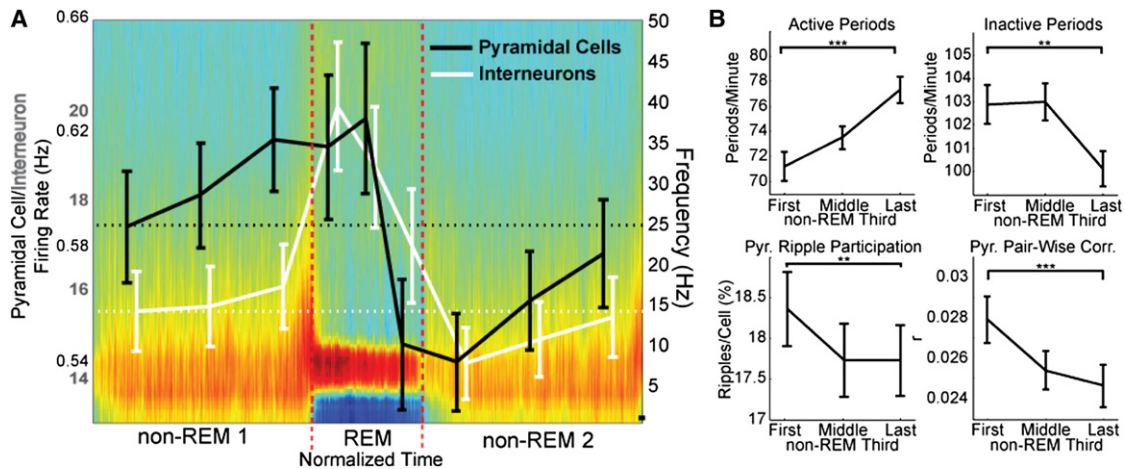 A
Pyramidal Cells
Interneurons
Pyramidal Cell/Interneuron
Firing Rate (Hz)
0.66
20
0.62
18
0.58
16
0.54
14
50
45
40
35
30
25
20
15
10
5
Frequency (Hz)
non-REM 1
REM
non-REM 2
Normalized Time
B
Active Periods
***
Periods/Minute
80
78
76
74
72
70
First
Middle
Last
non-REM Third
Inactive Periods
**
Periods/Minute
105
104
103
102
101
100
First
Middle
Last
non-REM Third
Pyr. Ripple Participation
**
Ripples/Cell (%)
18.5
18
17.5
17
First
Middle
Last
non-REM Third
Pyr. Pair-Wise Corr.
***
r
0.03
0.028
0.026
0.024
First
Middle
Last
non-REM Third